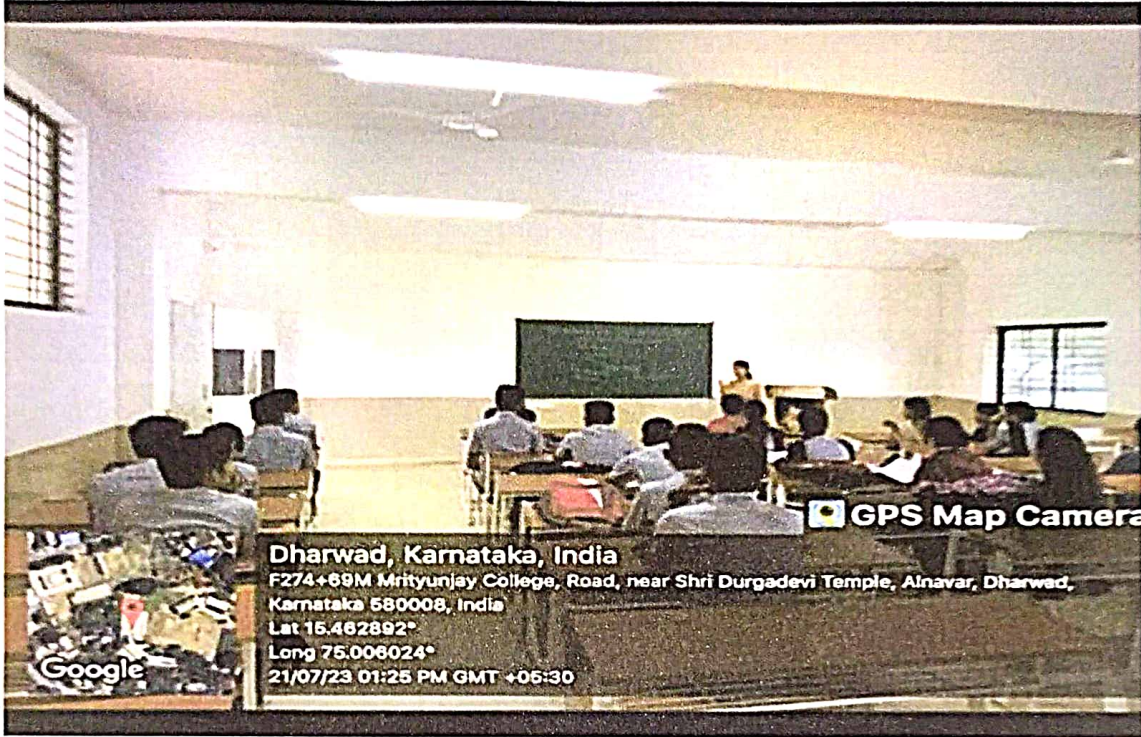 GPS Map Camera
Dharwad, Karnataka, India
F274+69M Mrityunjay College, Road, near Shri Durgadevi Temple, Alnavar, Dharwad,
Karnataka 580008, India
Lat 15.462892°
Long 75.006024°
21/07/23 01:25 PM GMT +05:30
Google